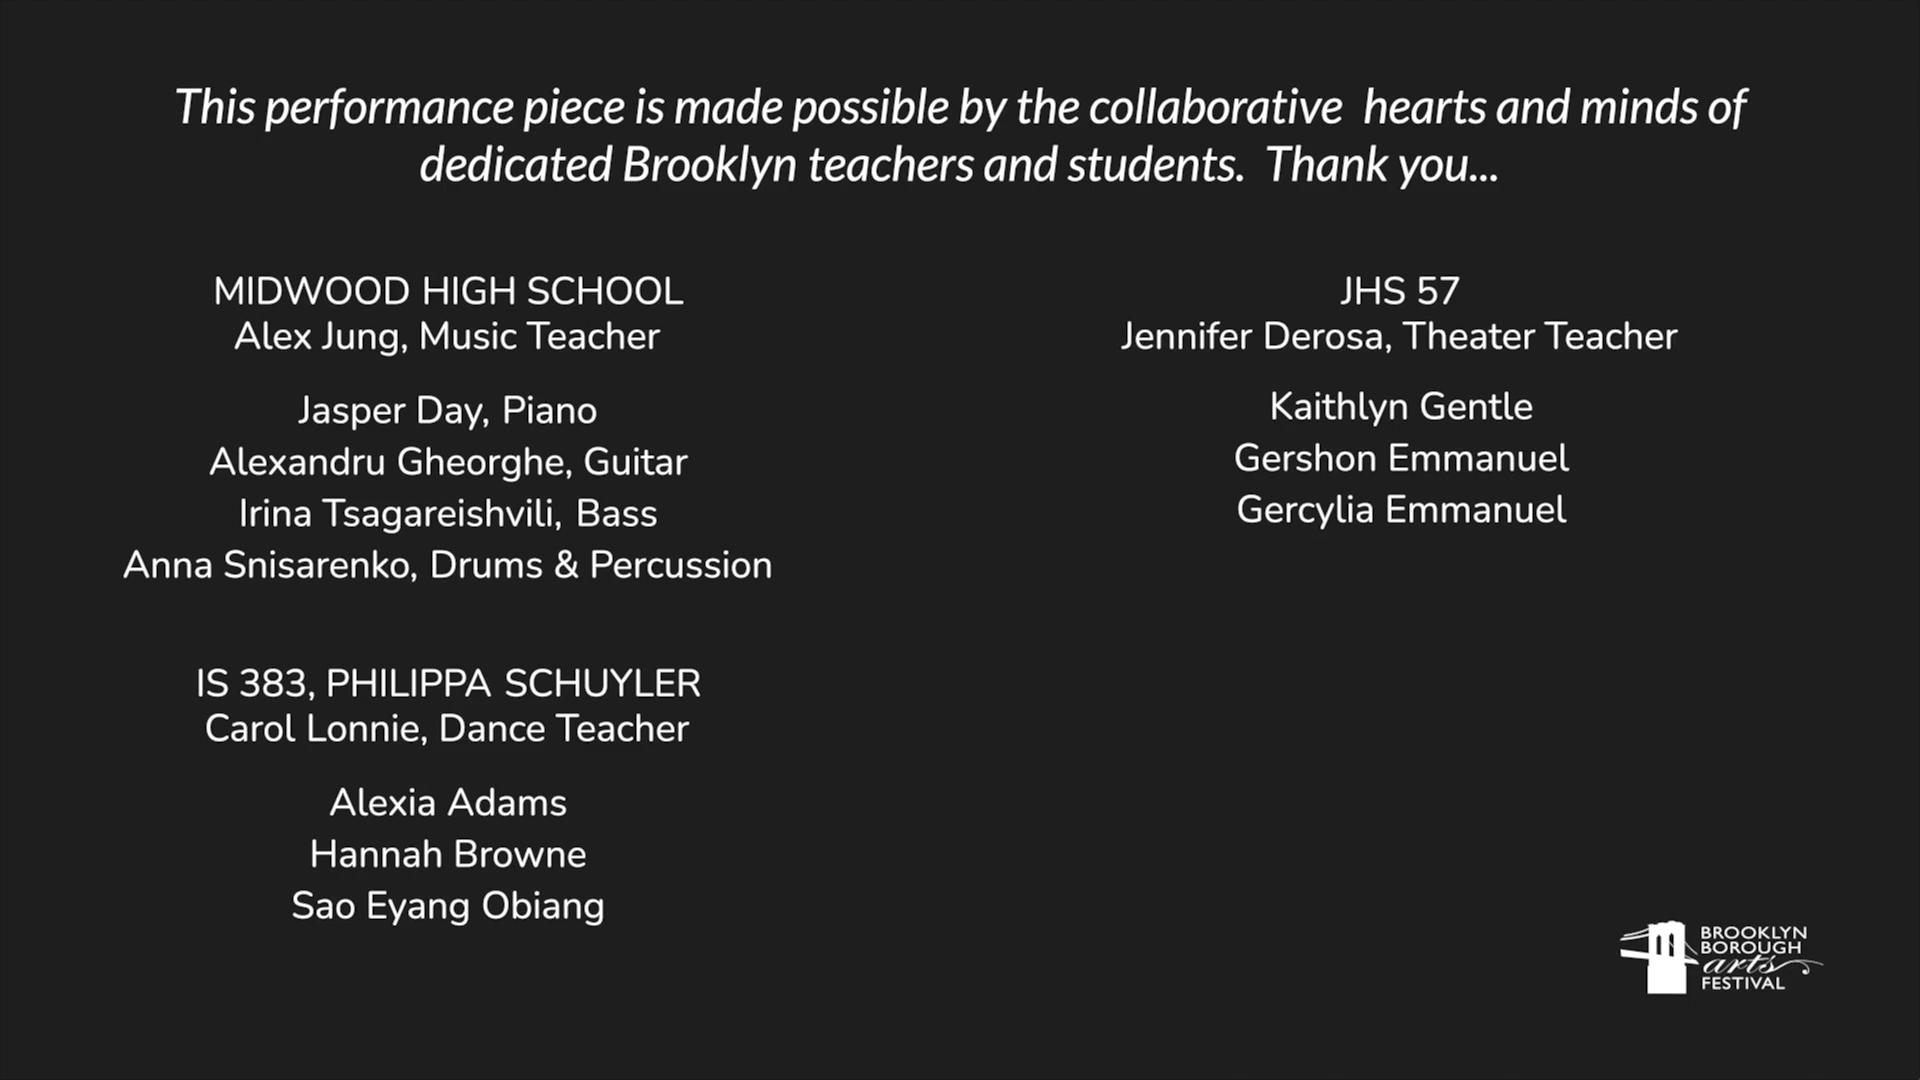 This performance piece is made possible by the collaborative hearts and minds of
dedicated Brooklyn teachers and students. Thank you...
MIDWOOD HIGH SCHOOL
Alex Jung, Music Teacher
Jasper Day, Piano
Alexandru Gheorghe, Guitar
Irina Tsagareishvili, Bass
Anna Snisarenko, Drums & Percussion
IS 383, PHILIPPA SCHUYLER
Carol Lonnie, Dance Teacher
Alexia Adams
Hannah Browne
Sao Eyang Obiang
JHS 57
Jennifer Derosa, Theater Teacher
Kaithlyn Gentle
Gershon Emmanuel
Gercylia Emmanuel
BROOKLYN
BOROUGH
arts
FESTIVAL